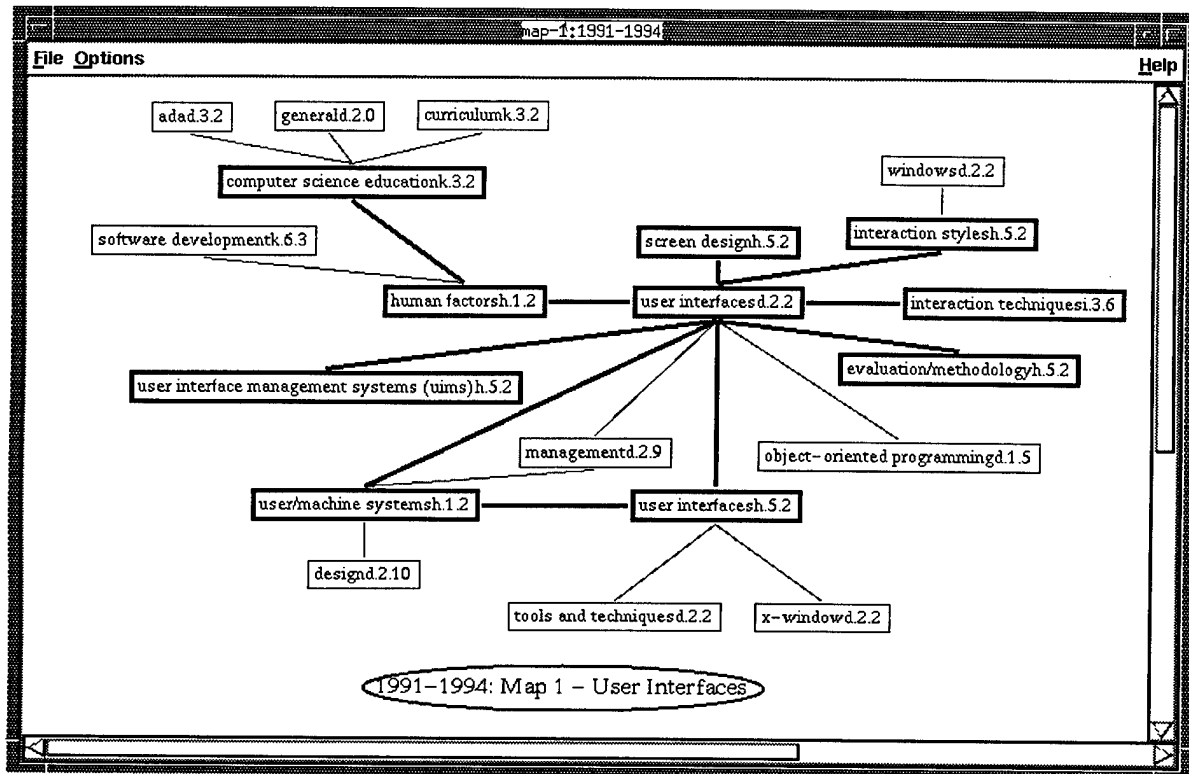 map-1:1991-1994
File Options
Help
adad.3.2
generald.2.0
curriculumk.3.2
computer science educationk.3.2
windowsd.2.2
software developmentk.6.3
screen designh.5.2
interaction stylesh.5.2
human factorsh.1.2
user interfacesd.2.2
interaction techniquesi.3.6
user interface management systems (uims)h.5.2
evaluation/methodologyh.5.2
managementd.2.9
object-oriented programmingd.1.5
user/machine systemsh.1.2
user interfacesh.5.2
designd.2.10
tools and techniquesd.2.2
x-windowd.2.2
1991-1994: Map 1 - User Interfaces